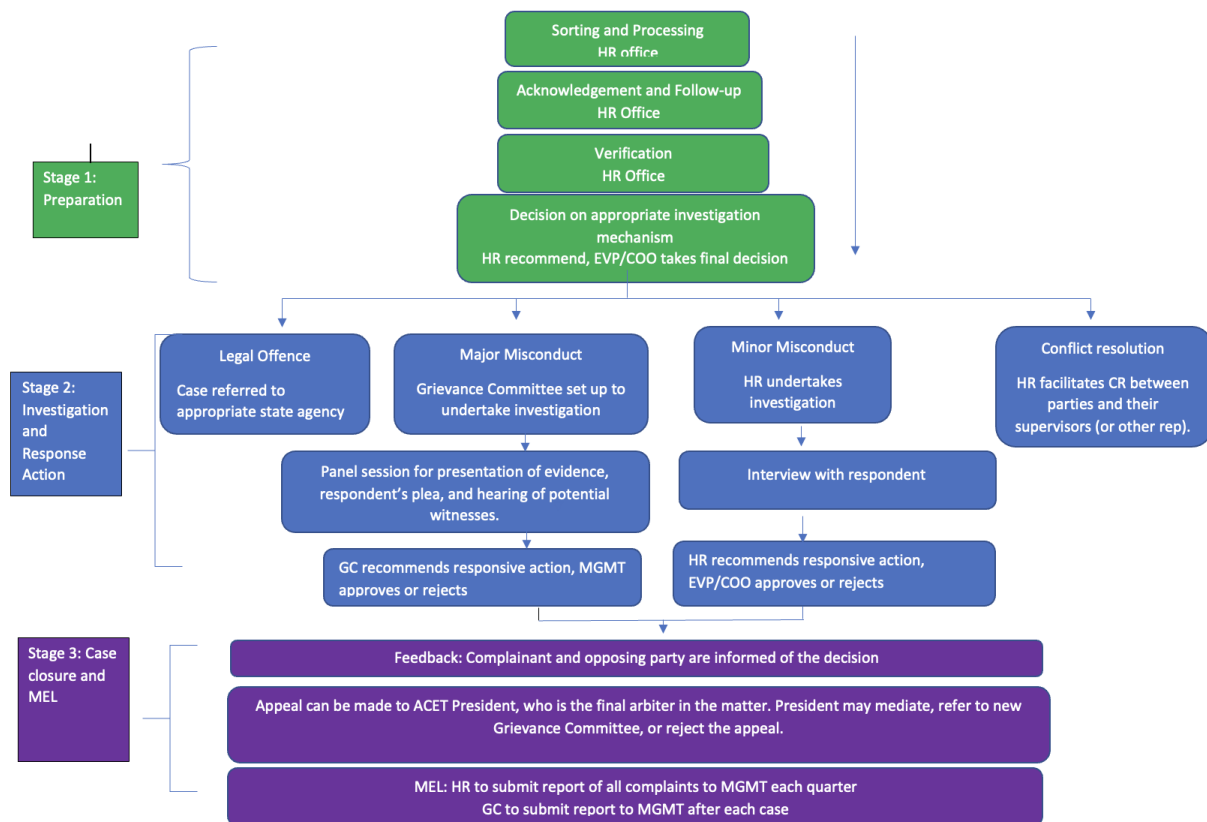 Sorting and Processing
HR office
Acknowledgement and Follow-up
HR Office
Verification
HR Office
Stage 1:
Preparation
Decision on appropriate investigation
mechanism
HR recommend, EVP/COO takes final decision
Stage 2:
Investigation
and
Response
Action
Legal Offence
Case referred to
appropriate state agency
Major Misconduct
Grievance Committee set up to
undertake investigation
Minor Misconduct
HR undertakes
investigation
Conflict resolution
HR facilitates CR between
parties and their
supervisors (or other rep).
Panel session for presentation of evidence,
respondent’s plea, and hearing of potential
witnesses.
Interview with respondent
GC recommends responsive action, MGMT
approves or rejects
HR recommends responsive action,
EVP/COO approves or rejects
Stage 3: Case
closure and
MEL
Feedback: Complainant and opposing party are informed of the decision
Appeal can be made to ACET President, who is the final arbiter in the matter. President may mediate, refer to new
Grievance Committee, or reject the appeal.
MEL: HR to submit report of all complaints to MGMT each quarter
GC to submit report to MGMT after each case